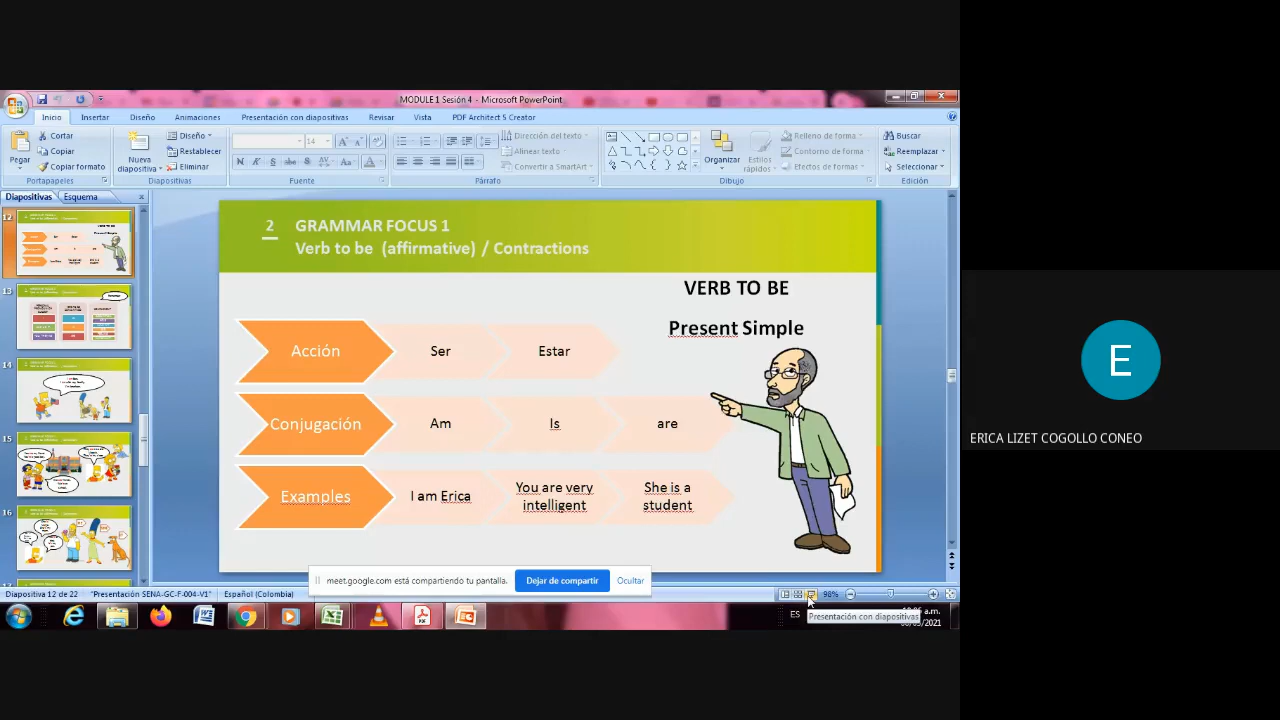 MODULE 1 Sesión 4 - Microsoft PowerPoint
Inicio Insertar Diseño Animaciones Presentación con diapositivas Revisar Vista PDF Architect 5 Creator
Pegar
Cortar
Copiar
Copiar formato
Portapapeles
Nueva
diapositiva
Diseño
Restablecer
Eliminar
Diapositivas
14
N K S abe S AV Aa A
Fuente
Dirección del texto
Alinear texto
Convertir a SmartArt
Párrafo
Organizar
Estilos
rápidos
Relleno de forma
Contorno de forma
Efectos de formas
Dibujo
Buscar
Reemplazar
Seleccionar
Edición
Diapositivas Esquema
12
13
14
15
16
2 GRAMMAR FOCUS 1
Verb to be (affirmative) / Contractions
VERB TO BE
Present Simple
Acción Ser Estar
Conjugación Am Is are
Examples I am Erica
You are very
intelligent
She is a
student
meet.google.com está compartiendo tu pantalla. Dejar de compartir Ocultar
Diapositiva 12 de 22 "Presentación SENA-GC-F-004-V1" Español (Colombia) 98%
ES
a.m.
Presentación con diapositivas
E
ERICA LIZET COGOLLO CONEO